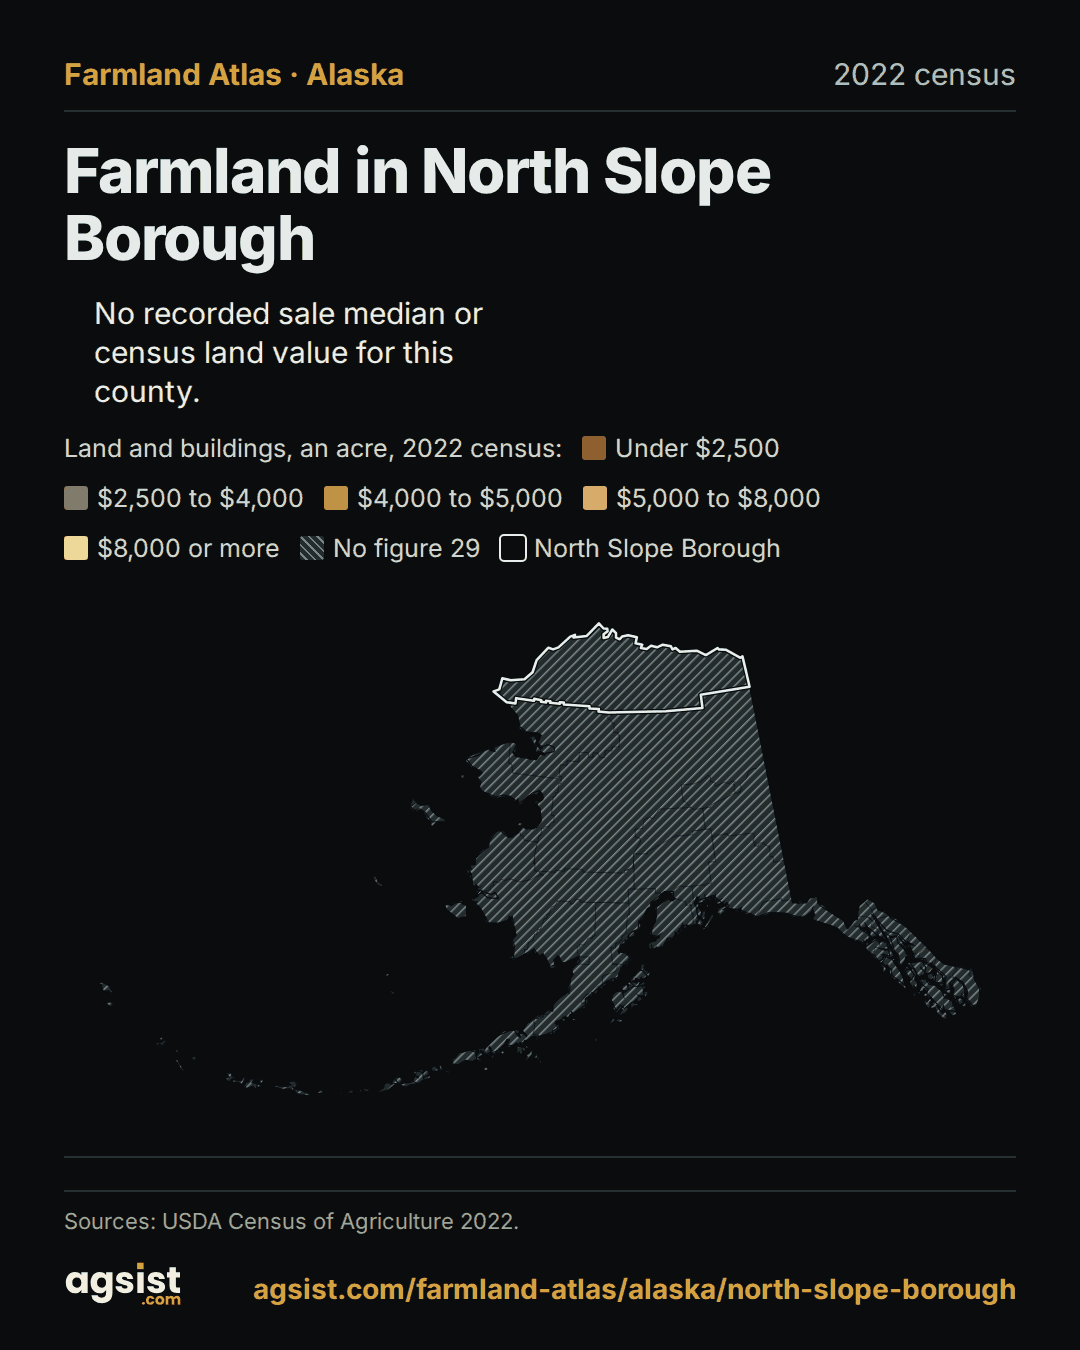 Farmland Atlas · Alaska
2022 census
Farmland in North Slope
Borough
No recorded sale median or
census land value for this
county.
Land and buildings, an acre, 2022 census: Under $2,500
$2,500 to $4,000 $4,000 to $5,000 $5,000 to $8,000
$8,000 or more No figure 29 North Slope Borough
Sources: USDA Census of Agriculture 2022.
agsist
.com
agsist.com/farmland-atlas/alaska/north-slope-borough